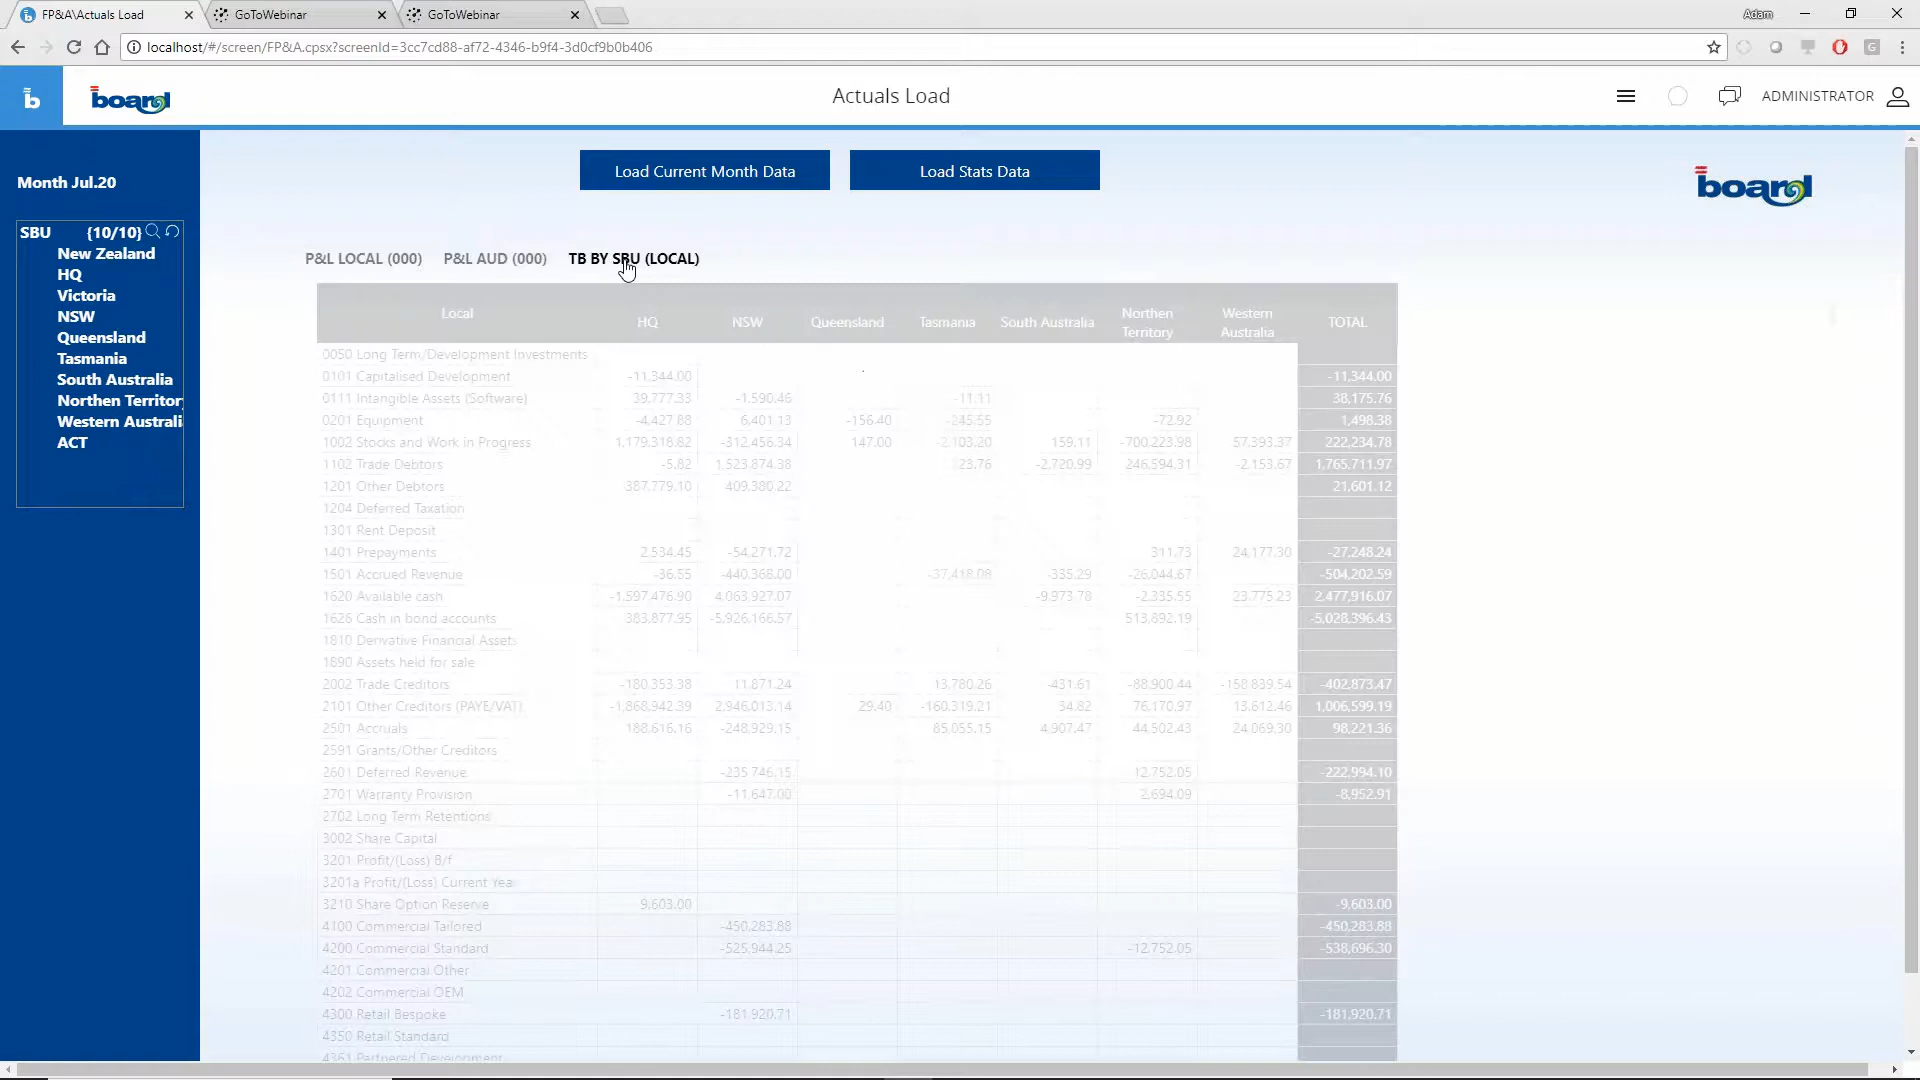 FP&A\Actuals Load
GoToWebinar
GoToWebinar
Adam
localhost/#/screen/FP&A.cpsx?screenId=3cc7cd88-af72-4346-b9f4-3d0cf9b0b406
b
board
Actuals Load
ADMINISTRATOR
Month Jul.20
Load Current Month Data
Load Stats Data
board
SBU {10/10}
New Zealand
HQ
Victoria
NSW
Queensland
Tasmania
South Australia
Northen Territor
Western Australi
ACT
P&L LOCAL (000) P&L AUD (000) TB BY SBU (LOCAL)
Local HQ NSW Queensland Tasmania South Australia Northen Territory Western Australia TOTAL
0050 Long Term/Development Investments
0101 Capitalised Development -11,344.00 -11,344.00
0111 Intangible Assets (Software) 39,777.33 -1,590.46 -11.11 38,175.76
0201 Equipment -4,427.88 6,401.13 -156.40 -245.55 -72.92 1,498.38
1002 Stocks and Work in Progress 1,179,318.82 -312,456.34 147.00 -2,103.20 159.11 -700,223.98 57,393.37 222,234.78
1102 Trade Debtors -5.82 1,523,874.38 23.76 -2,720.99 246,594.31 -2,153.67 1,765,711.97
1201 Other Debtors 387,779.10 409,380.22 21,601.12
1204 Deferred Taxation
1301 Rent Deposit
1401 Prepayments 2,534.45 -54,271.72 311.73 24,177.30 -27,248.24
1501 Accrued Revenue -36.55 -440,368.00 -37,418.08 -335.29 -26,044.67 -504,202.59
1620 Available cash -1,597,476.90 4,063,927.07 -9,973.78 -2,335.55 23,775.23 2,477,916.07
1626 Cash in bond accounts 383,877.95 -5,926,166.57 513,892.19 -5,028,396.43
1810 Derivative Financial Assets
1890 Assets held for sale
2002 Trade Creditors -180,353.38 11,871.24 13,780.26 -431.61 -88,900.44 -158,839.54 -402,873.47
2101 Other Creditors (PAYE/VAT) -1,868,942.39 2,946,013.14 29.40 -160,319.21 34.82 76,170.97 13,612.46 1,006,599.19
2501 Accruals 188,616.16 -248,929.15 85,055.15 4,907.47 44,502.43 24,069.30 98,221.36
2591 Grants/Other Creditors
2601 Deferred Revenue -235,746.15 12,752.05 -222,994.10
2701 Warranty Provision -11,647.00 2,694.09 -8,952.91
2702 Long Term Retentions
3002 Share Capital
3201 Profit/(Loss) B/f
3201a Profit/(Loss) Current Yea
3210 Share Option Reserve 9,603.00 -9,603.00
4100 Commercial Tailored -450,283.88 -450,283.88
4200 Commercial Standard -525,944.25 -12,752.05 -538,696.30
4201 Commercial Other
4202 Commercial OEM
4300 Retail Bespoke -181,920.71 -181,920.71
4350 Retail Standard
4361 Partnered Development